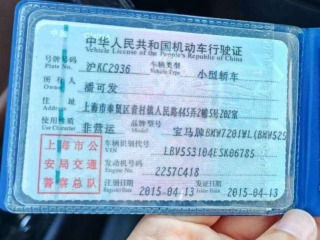 中华人民共和国机动车行驶证
Vehicle License of the People's Republic of China
号牌号码 Plate No. 沪KC2936 车辆类型 Vehicle Type 小型轿车
所有人 Owner 潘可发
住址 Address 上海市奉贤区青村镇人民路445弄2幢5号202室
使用性质 Use Character 非营运 品牌型号 宝马牌BMW7201WL(BMW525
上海市公安局交通警察总队
车辆识别代号 VIN LBV5S3104ESK06785
发动机号码 2257C418
注册日期 2015-04-13 发证日期 2015-04-13